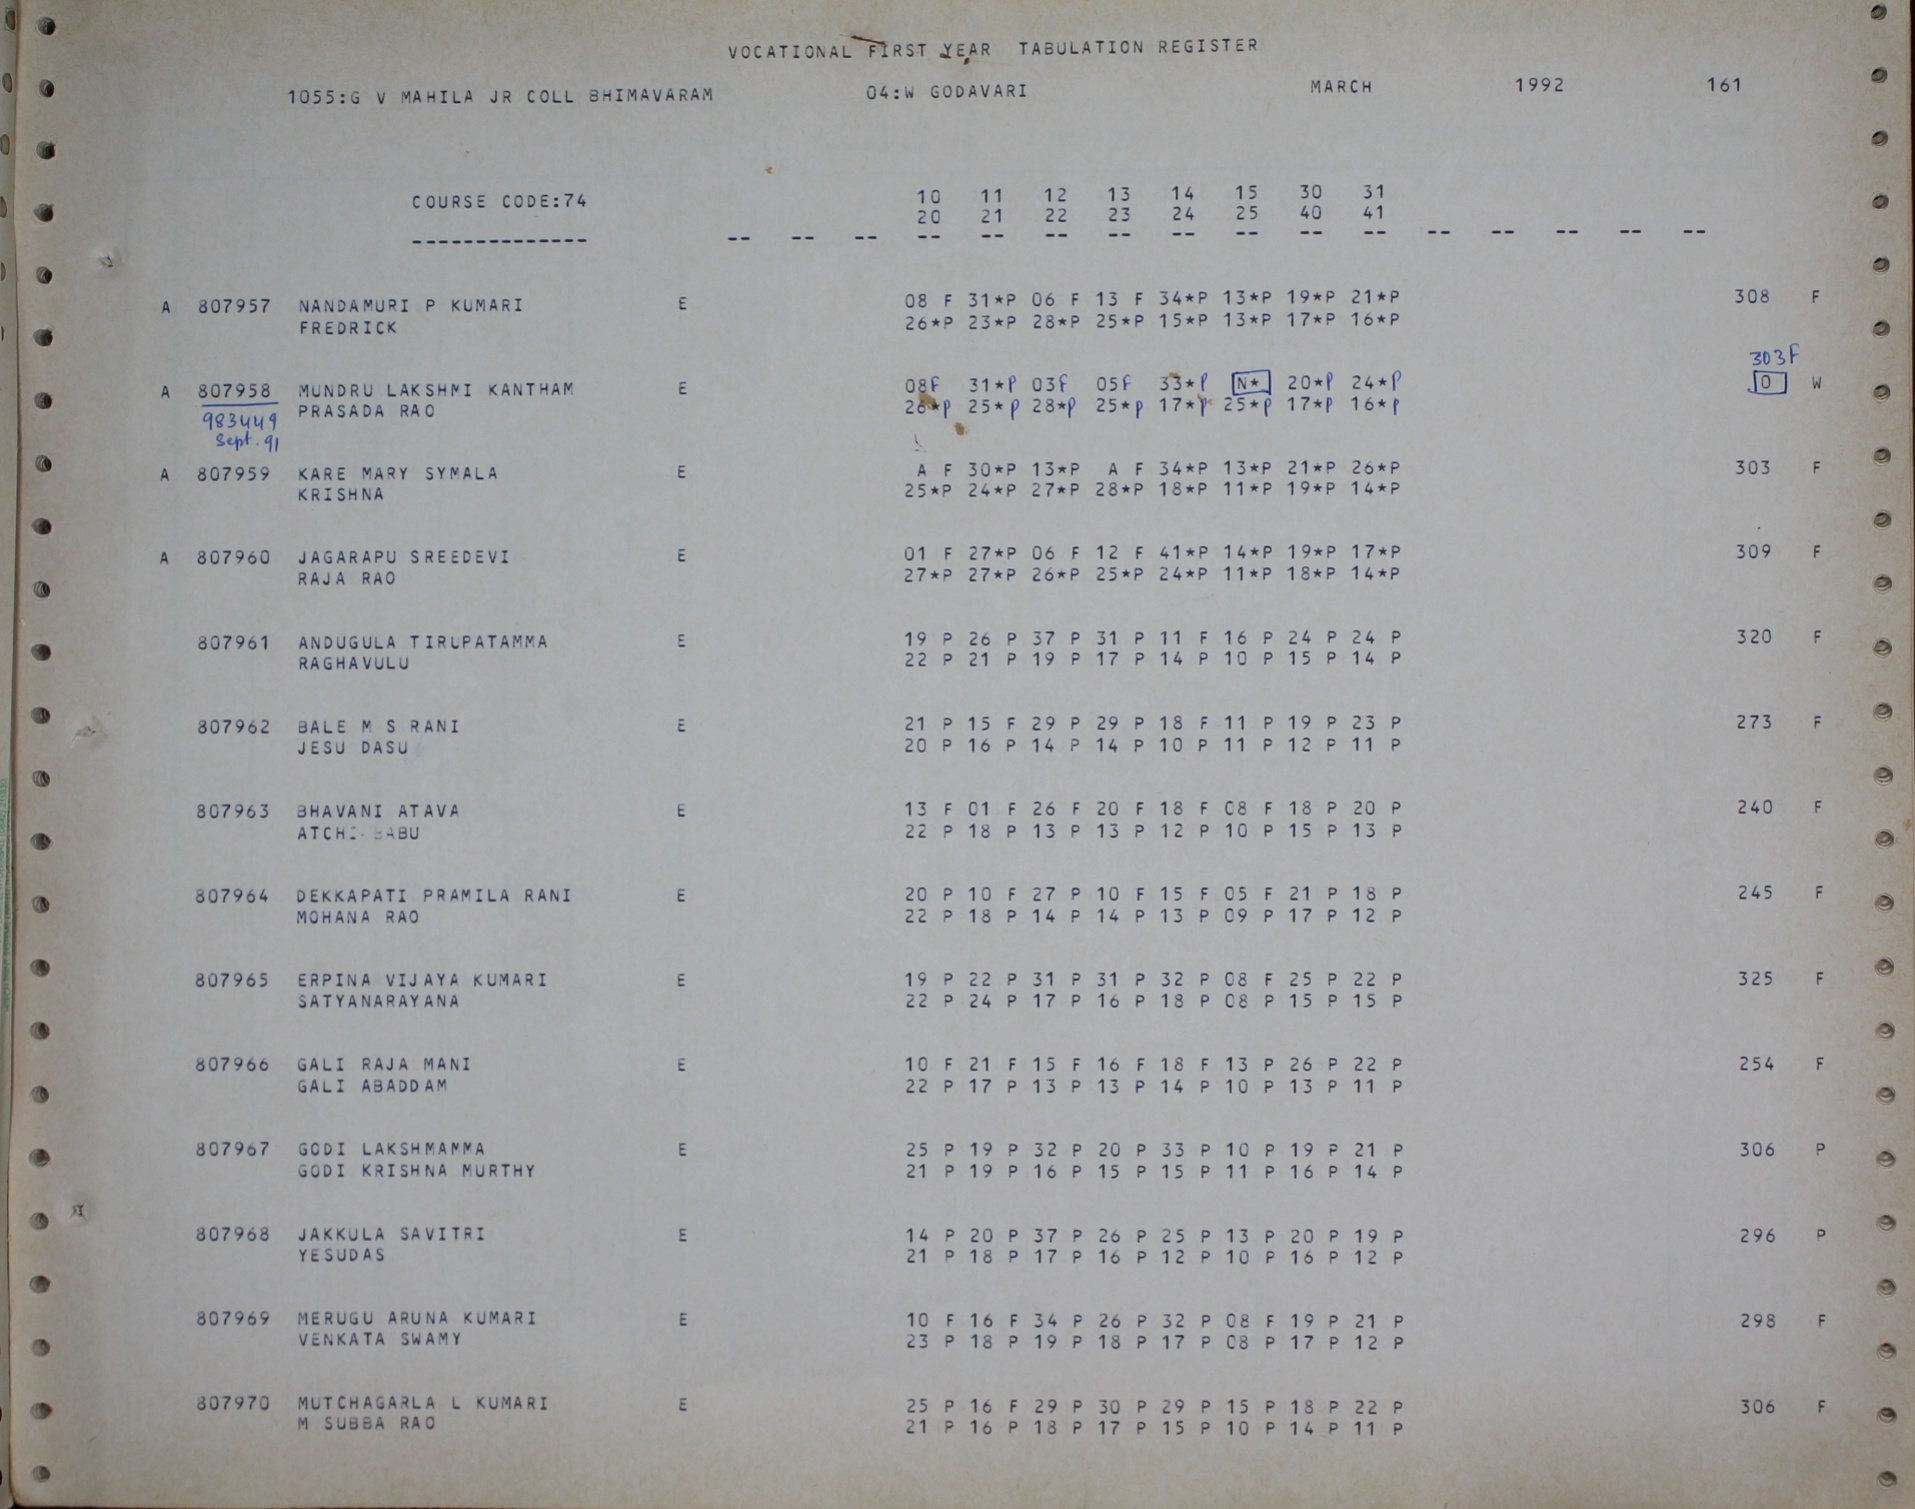 VOCATIONAL FIRST YEAR TABULATION REGISTER
1055:G V MAHILA JR COLL BHIMAVARAM 04:W GODAVARI MARCH 1992 161
COURSE CODE:74 10 11 12 13 14 15 30 31
20 21 22 23 24 25 40 41
-------------- -- -- -- -- -- -- -- -- -- -- -- -- -- -- -- --
A 807957 NANDAMURI P KUMARI E 08 F 31*P 06 F 13 F 34*P 13*P 19*P 21*P 308 F
FREDRICK 26*P 23*P 28*P 25*P 15*P 13*P 17*P 16*P
303F
A 807958 MUNDRU LAKSHMI KANTHAM E 08F 31*P 03F 05F 33*P N* 20*P 24*P 0 W
PRASADA RAO 26*P 25*P 28*P 25*P 17*P 25*P 17*P 16*P
983449
Sept. 91
A 807959 KARE MARY SYMALA E A F 30*P 13*P A F 34*P 13*P 21*P 26*P 303 F
KRISHNA 25*P 24*P 27*P 28*P 18*P 11*P 19*P 14*P
A 807960 JAGARAPU SREEDEVI E 01 F 27*P 06 F 12 F 41*P 14*P 19*P 17*P 309 F
RAJA RAO 27*P 27*P 26*P 25*P 24*P 11*P 18*P 14*P
807961 ANDUGULA TIRUPATAMMA E 19 P 26 P 37 P 31 P 11 F 16 P 24 P 24 P 320 F
RAGHAVULU 22 P 21 P 19 P 17 P 14 P 10 P 15 P 14 P
807962 BALE M S RANI E 21 P 15 F 29 P 29 P 18 F 11 P 19 P 23 P 273 F
JESU DASU 20 P 16 P 14 P 14 P 10 P 11 P 12 P 11 P
807963 BHAVANI ATAVA E 13 F 01 F 26 F 20 F 18 F 08 F 18 P 20 P 240 F
ATCHI BABU 22 P 18 P 13 P 13 P 12 P 10 P 15 P 13 P
807964 DEKKAPATI PRAMILA RANI E 20 P 10 F 27 P 10 F 15 F 05 F 21 P 18 P 245 F
MOHANA RAO 22 P 18 P 14 P 14 P 13 P 09 P 17 P 12 P
807965 ERPINA VIJAYA KUMARI E 19 P 22 P 31 P 31 P 32 P 08 F 25 P 22 P 325 F
SATYANARAYANA 22 P 24 P 17 P 16 P 18 P 08 P 15 P 15 P
807966 GALI RAJA MANI E 10 F 21 F 15 F 16 F 18 F 13 P 26 P 22 P 254 F
GALI ABADDAM 22 P 17 P 13 P 13 P 14 P 10 P 13 P 11 P
807967 GODI LAKSHMAMMA E 25 P 19 P 32 P 20 P 33 P 10 P 19 P 21 P 306 P
GODI KRISHNA MURTHY 21 P 19 P 16 P 15 P 15 P 11 P 16 P 14 P
807968 JAKKULA SAVITRI E 14 P 20 P 37 P 26 P 25 P 13 P 20 P 19 P 296 P
YESUDAS 21 P 18 P 17 P 16 P 12 P 10 P 16 P 12 P
807969 MERUGU ARUNA KUMARI E 10 F 16 F 34 P 26 P 32 P 08 F 19 P 21 P 298 F
VENKATA SWAMY 23 P 18 P 19 P 18 P 17 P 08 P 17 P 12 P
807970 MUTCHAGARLA L KUMARI E 25 P 16 F 29 P 30 P 29 P 15 P 18 P 22 P 306 F
M SUBBA RAO 21 P 16 P 18 P 17 P 15 P 10 P 14 P 11 P